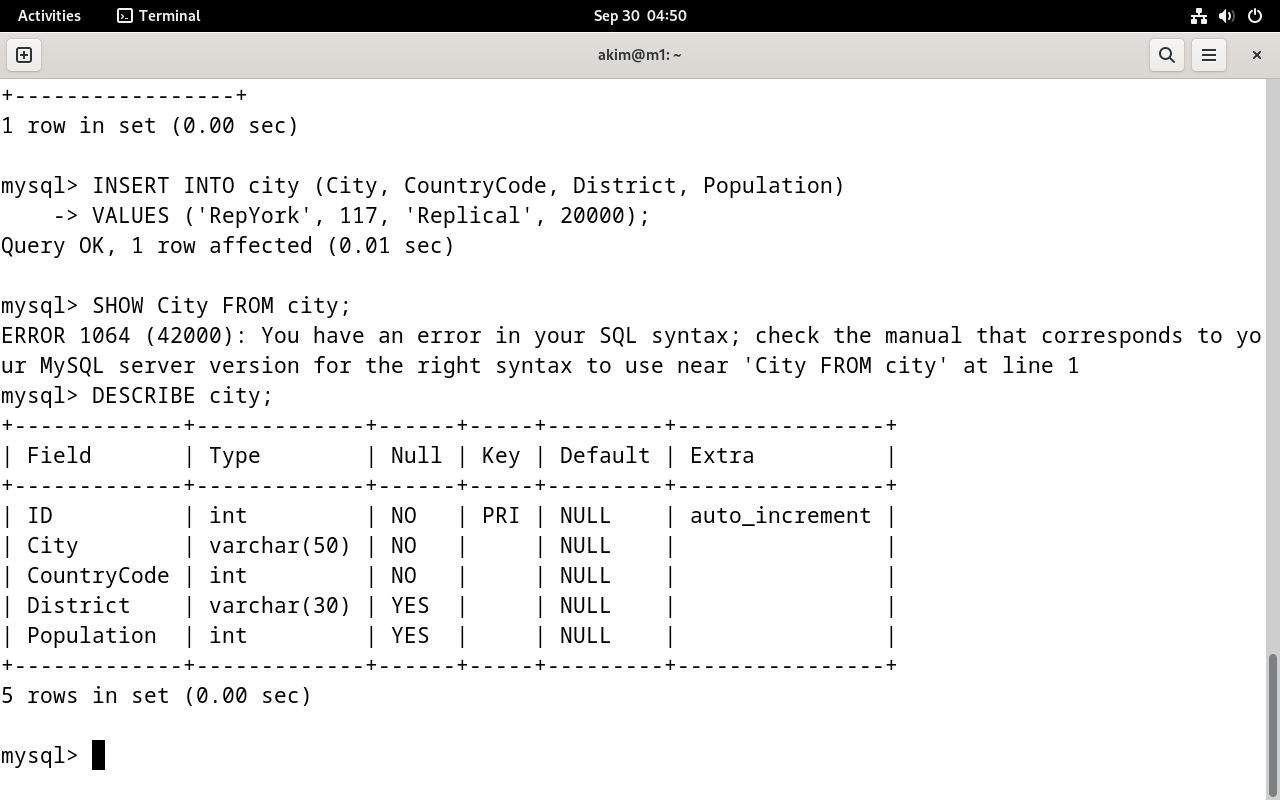 Activities Terminal Sep 30 04:50
akim@m1: ~
+-----------------+
1 row in set (0.00 sec)
mysql> INSERT INTO city (City, CountryCode, District, Population)
    -> VALUES ('RepYork', 117, 'Replical', 20000);
Query OK, 1 row affected (0.01 sec)
mysql> SHOW City FROM city;
ERROR 1064 (42000): You have an error in your SQL syntax; check the manual that corresponds to yo
ur MySQL server version for the right syntax to use near 'City FROM city' at line 1
mysql> DESCRIBE city;
+-------------+-------------+------+-----+---------+----------------+
| Field       | Type        | Null | Key | Default | Extra          |
+-------------+-------------+------+-----+---------+----------------+
| ID          | int         | NO   | PRI | NULL    | auto_increment |
| City        | varchar(50) | NO   |     | NULL    |                |
| CountryCode | int         | NO   |     | NULL    |                |
| District    | varchar(30) | YES  |     | NULL    |                |
| Population  | int         | YES  |     | NULL    |                |
+-------------+-------------+------+-----+---------+----------------+
5 rows in set (0.00 sec)
mysql>